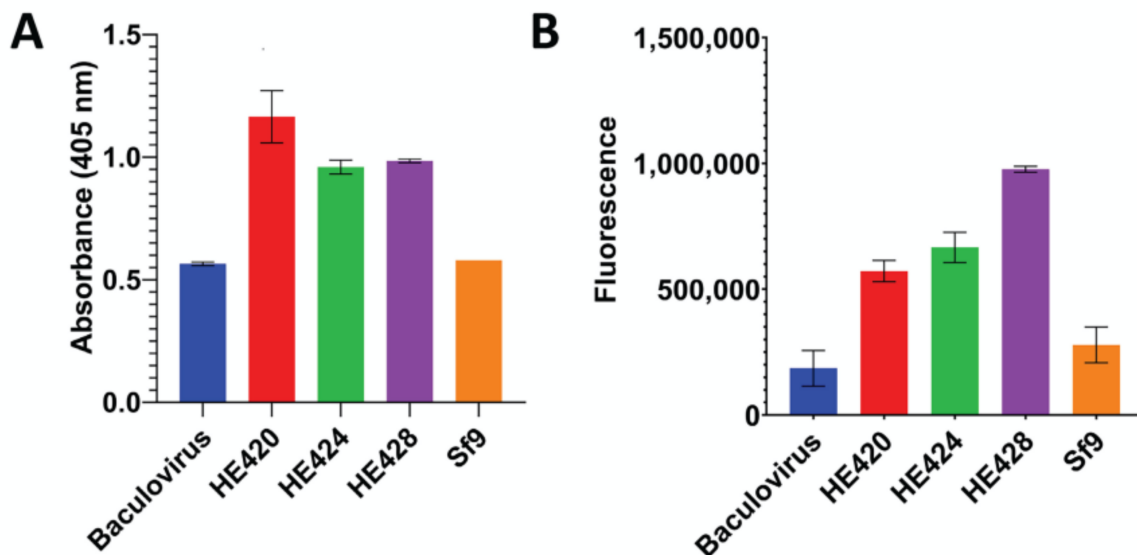 A
Absorbance (405 nm)
1.5
1.0
0.5
0.0
Baculovirus
HE420
HE424
HE428
Sf9
B
Fluorescence
1,500,000
1,000,000
500,000
0
Baculovirus
HE420
HE424
HE428
Sf9